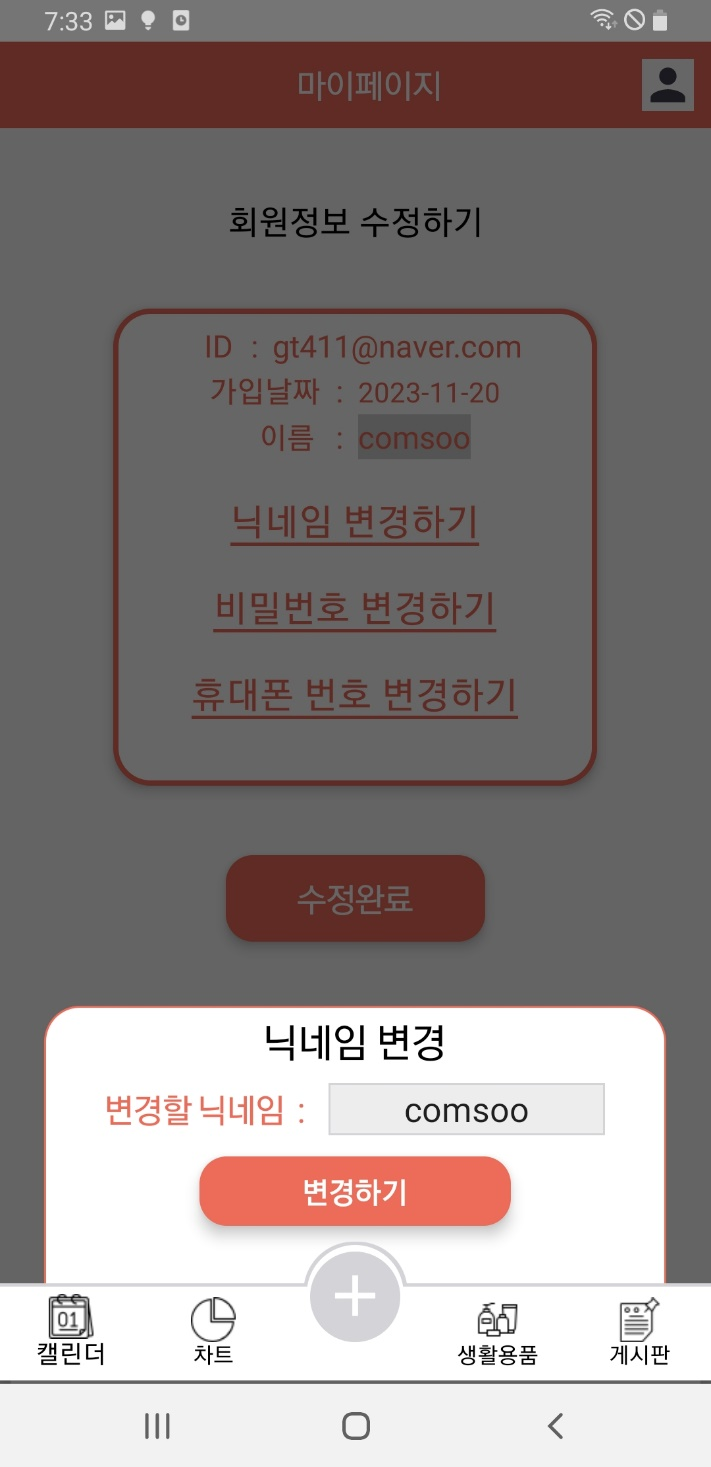 7:33
마이페이지
회원정보 수정하기
ID : gt411@naver.com
가입날짜 : 2023-11-20
이름 : comsoo
닉네임 변경하기
비밀번호 변경하기
휴대폰 번호 변경하기
수정완료
닉네임 변경
변경할 닉네임 : comsoo
변경하기
01
캘린더 차트 생활용품 게시판